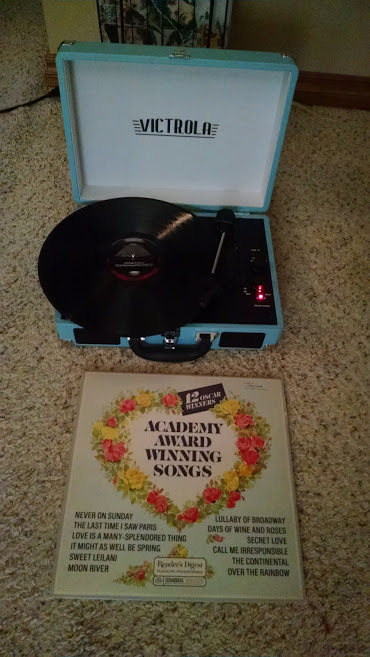 VICTROLA
12 OSCAR
WINNERS
ACADEMY
AWARD
WINNING
SONGS
NEVER ON SUNDAY
THE LAST TIME I SAW PARIS
LOVE IS A MANY-SPLENDORED THING
IT MIGHT AS WELL BE SPRING
SWEET LEILANI
MOON RIVER
LULLABY OF BROADWAY
DAYS OF WINE AND ROSES
SECRET LOVE
CALL ME IRRESPONSIBLE
THE CONTINENTAL
OVER THE RAINBOW
Reader's Digest